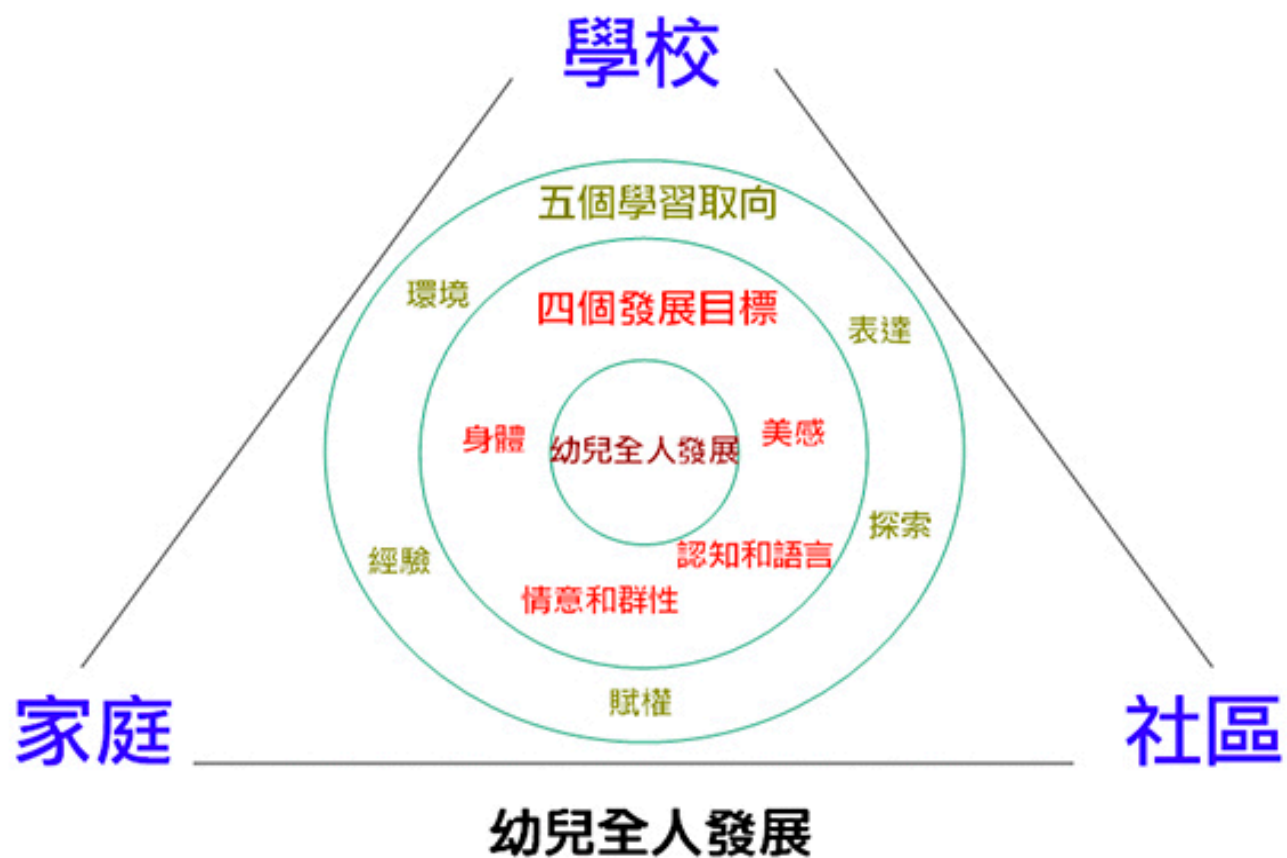 學校
五個學習取向
環境
四個發展目標
表達
身體
幼兒全人發展
美感
探索
經驗
認知和語言
情意和群性
賦權
家庭
社區
幼兒全人發展